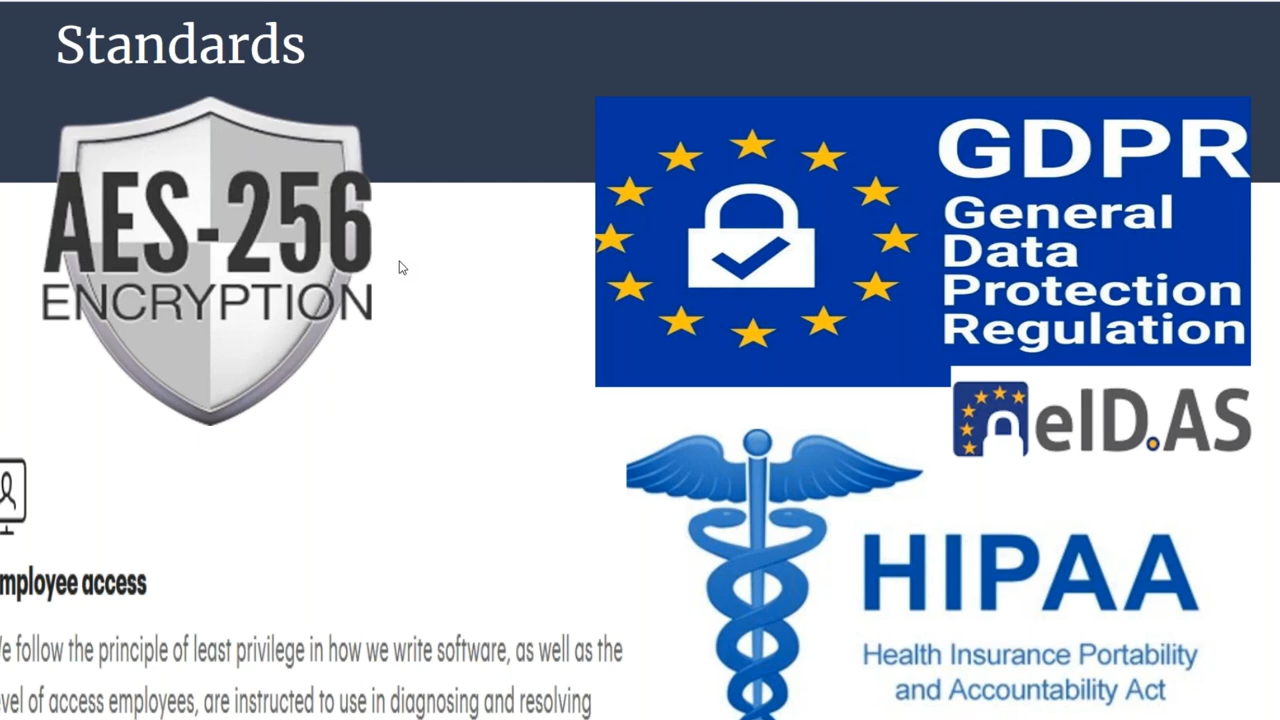 Standards
AES-256
ENCRYPTION
GDPR
General
Data
Protection
Regulation
eID.AS
HIPAA
Health Insurance Portability
and Accountability Act
mployee access
e follow the principle of least privilege in how we write software, as well as the
vel of access employees, are instructed to use in diagnosing and resolving